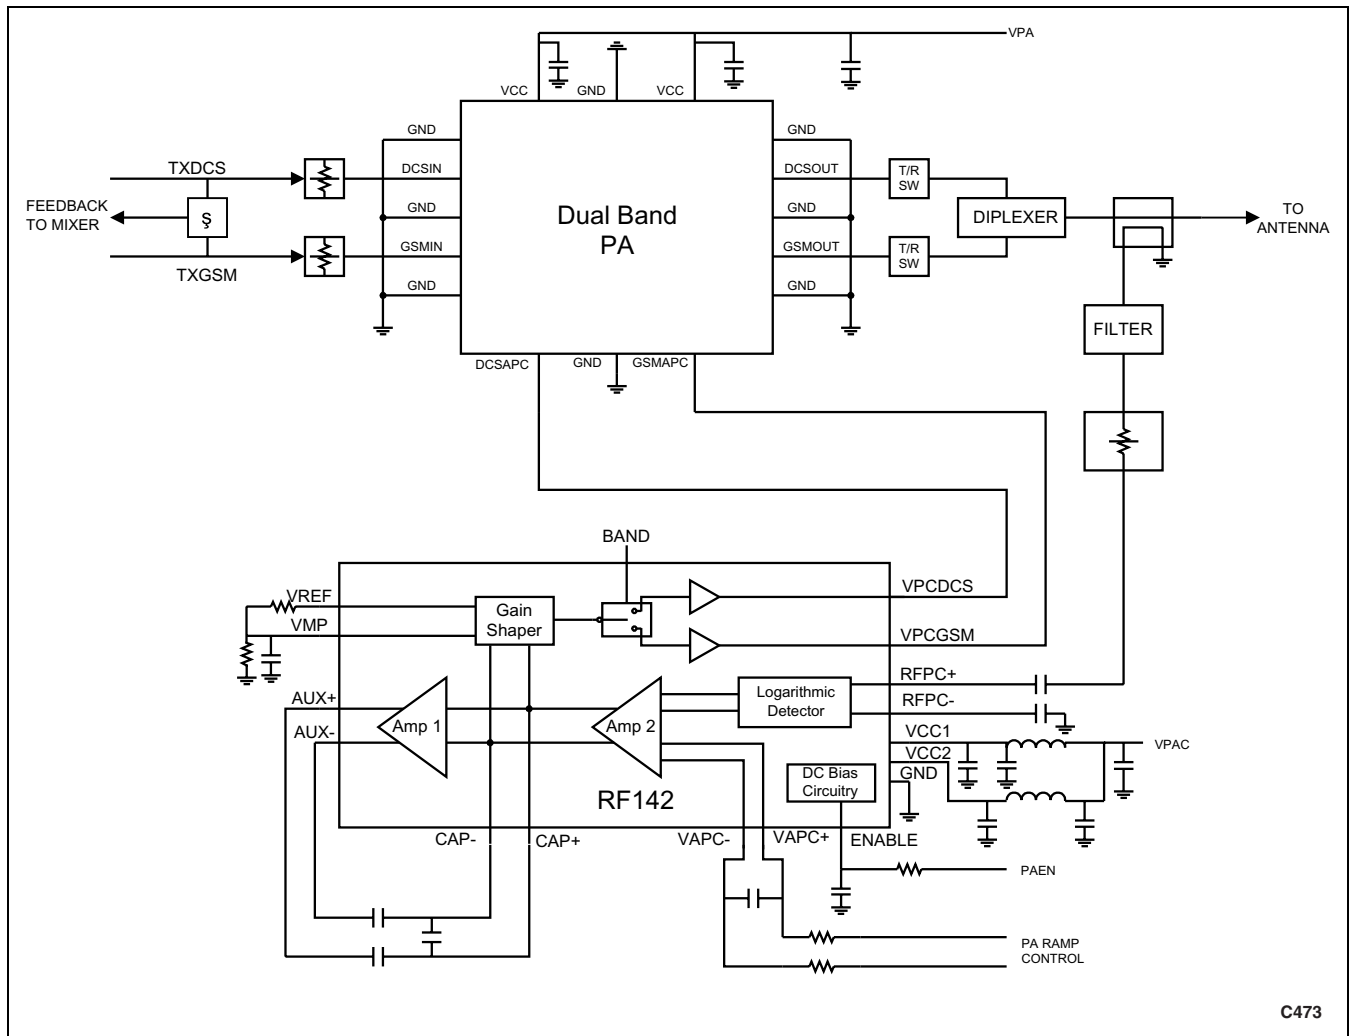 VPA
VCC
GND
VCC
GND
DCSIN
GND
GSMIN
GND
TXDCS
FEEDBACK
TO MIXER
Ş
TXGSM
Dual Band
PA
GND
DCSOUT
GND
GSMOUT
GND
T/R
SW
T/R
SW
DIPLEXER
TO
ANTENNA
FILTER
DCSAPC
GND
GSMAPC
BAND
VREF
VMP
Gain
Shaper
VPCDCS
VPCGSM
RFPC+
RFPC-
AUX+
AUX-
Amp 1
Amp 2
Logarithmic
Detector
VCC1
VCC2
GND
VPAC
DC Bias
Circuitry
RF142
CAP-
CAP+
VAPC-
VAPC+
ENABLE
PAEN
PA RAMP
CONTROL
C473